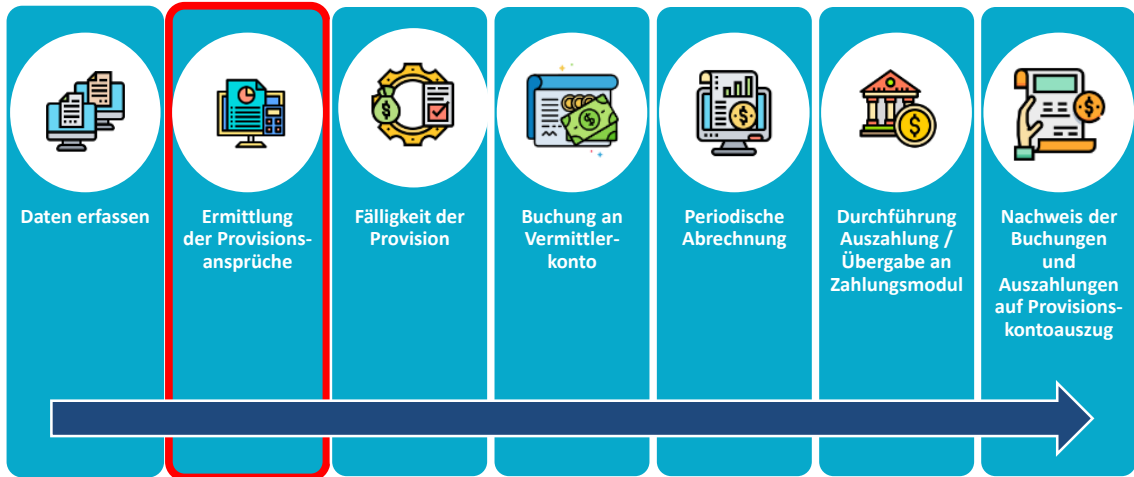 Daten erfassen
Ermittlung
der Provisions-
ansprüche
Fälligkeit der
Provision
Buchung an
Vermittler-
konto
Periodische
Abrechnung
Durchführung
Auszahlung /
Übergabe an
Zahlungsmodul
Nachweis der
Buchungen
und
Auszahlungen
auf Provisions-
kontoauszug